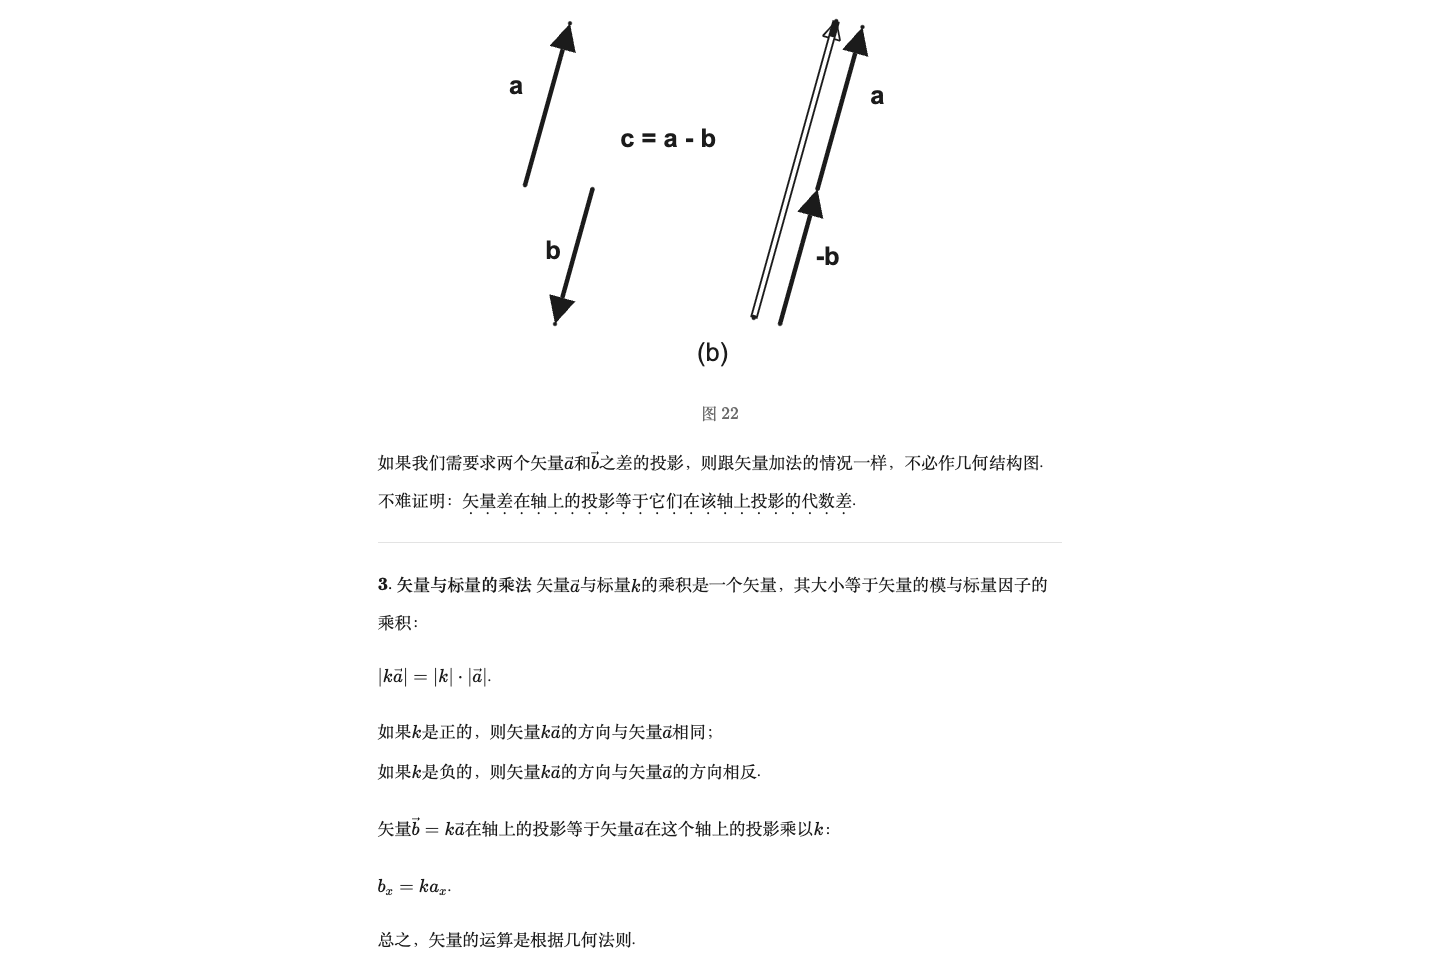 a
a
c = a - b
b
-b
(b)
图 22
如果我们需要求两个矢量a⃗和b⃗之差的投影，则跟矢量加法的情况一样，不必作几何结构图.
不难证明：矢量差在轴上的投影等于它们在该轴上投影的代数差.
3. 矢量与标量的乘法 矢量a⃗与标量k的乘积是一个矢量，其大小等于矢量的模与标量因子的
乘积：
|ka⃗| = |k| · |a⃗|.
如果k是正的，则矢量ka⃗的方向与矢量a⃗相同；
如果k是负的，则矢量ka⃗的方向与矢量a⃗的方向相反.
矢量b⃗ = ka⃗在轴上的投影等于矢量a⃗在这个轴上的投影乘以k：
bₓ = kaₓ.
总之，矢量的运算是根据几何法则.